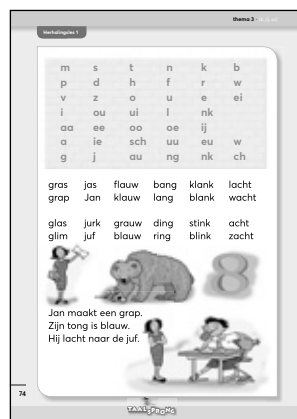 thema 3
Herhalingsles 1
m s t n k b
p d h f r w
v z o u e ei
i ou ui l nk
aa ee oo oe ij
a ie sch uu eu w
g j au ng nk ch
gras jas flauw bang klank lacht
grap Jan klauw lang blank wacht
glas jurk grauw ding stink acht
glim juf blauw ring blink zacht
8
Jan maakt een grap.
Zijn tong is blauw.
Hij lacht naar de juf.
74
TAALSPRONG